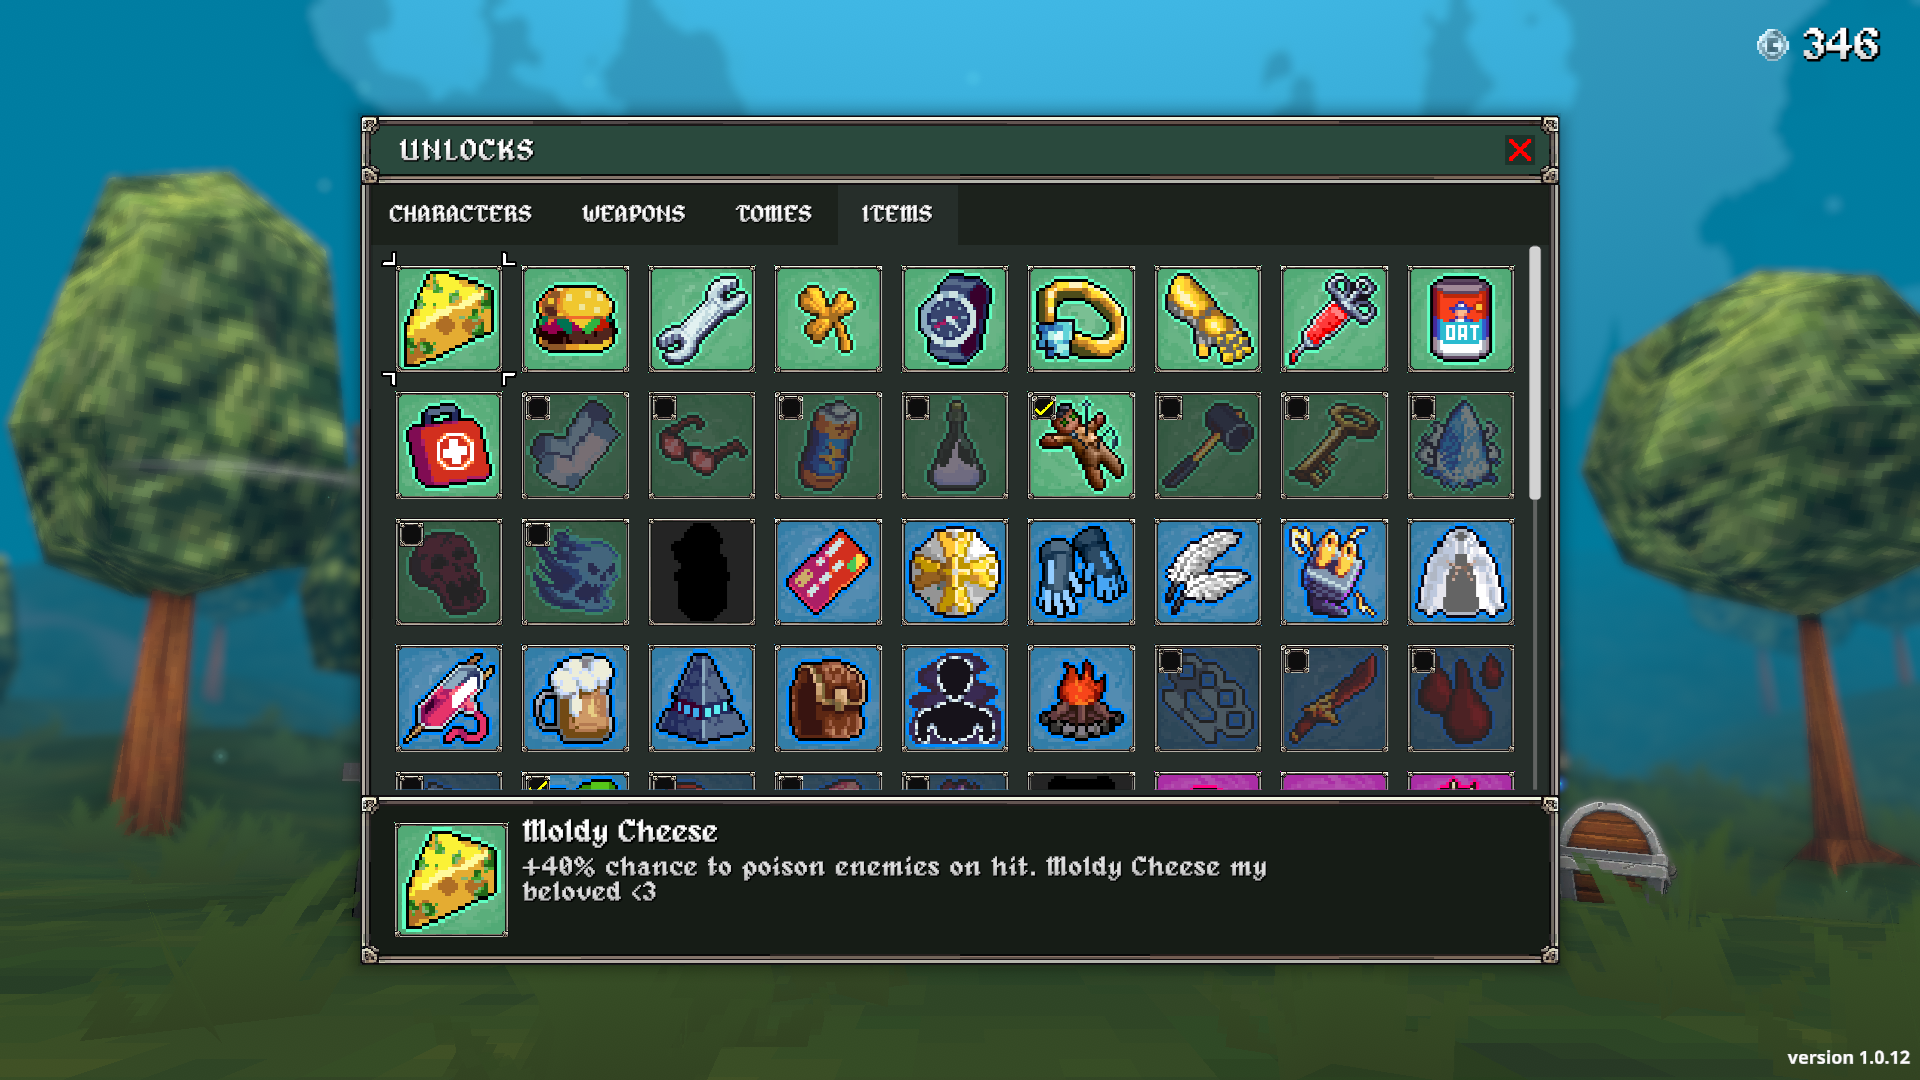 346
UNLOCKS
CHARACTERS WEAPONS TOMES ITEMS
OAT
Moldy Cheese
+40% chance to poison enemies on hit. Moldy Cheese my
beloved <3
version 1.0.12